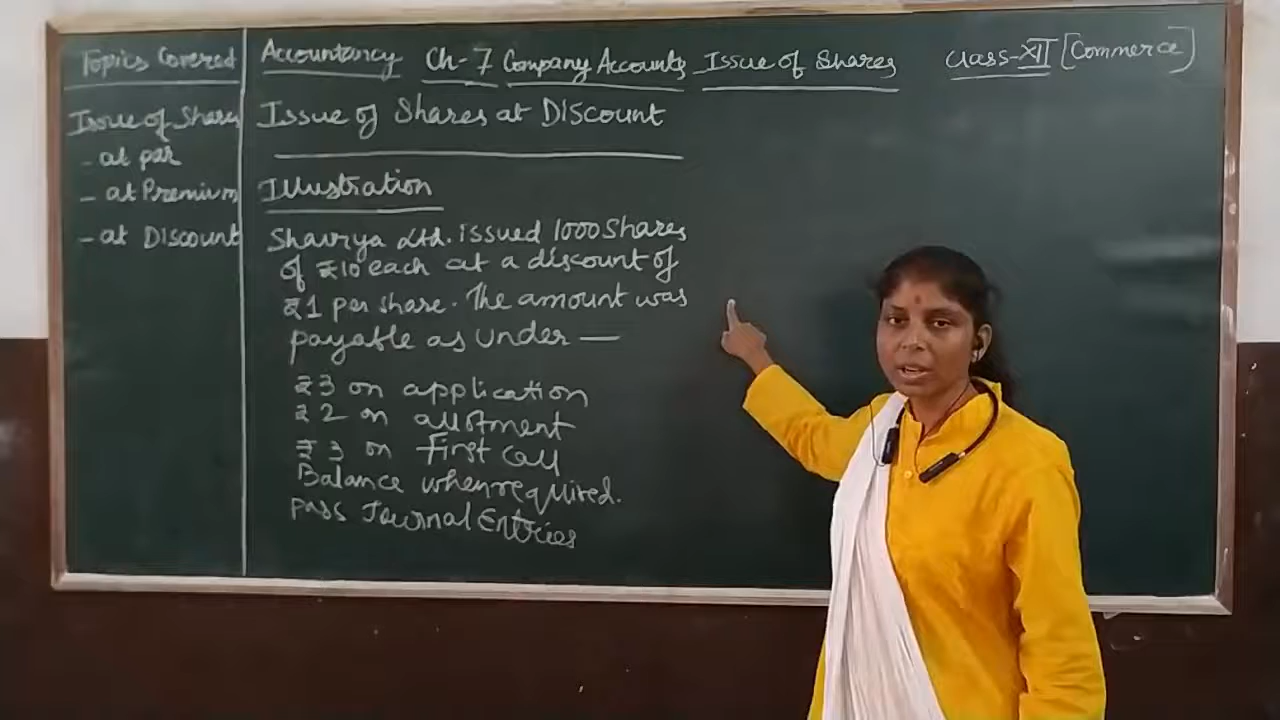 Topics Covered
Issue of Shares
- at par
- at Premium
- at Discount
Accountancy Ch-7 Company Accounts Issue of Shares Class-XII [Commerce]
Issue of Shares at Discount
Illustration
Shaurya Ltd. issued 1000 Shares
of ₹10 each at a discount of
₹1 per share. The amount was
payable as under —
₹3 on application
₹2 on allotment
₹3 on First Call
Balance when required.
Pass Journal Entries